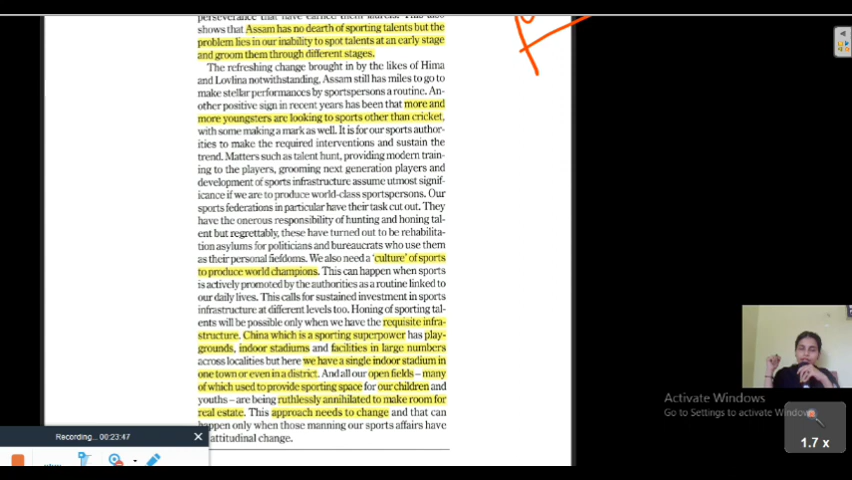 shows that Assam has no dearth of sporting talents but the
problem lies in our inability to spot talents at an early stage
and groom them through different stages.
The refreshing change brought in by the likes of Hima
and Lovlina notwithstanding, Assam still has miles to go to
make stellar performances by sportspersons a routine. An-
other positive sign in recent years has been that more and
more youngsters are looking to sports other than cricket,
with some making a mark as well. It is for our sports author-
ities to make the required interventions and sustain the
trend. Matters such as talent hunt, providing modern train-
ing to the players, grooming next generation players and
development of sports infrastructure assume utmost signif-
icance if we are to produce world-class sportspersons. Our
sports federations in particular have their task cut out. They
have the onerous responsibility of hunting and honing tal-
ent but regrettably, these have turned out to be rehabilita-
tion asylums for politicians and bureaucrats who use them
as their personal fiefdoms. We also need a 'culture' of sports
to produce world champions. This can happen when sports
is actively promoted by the authorities as a routine linked to
our daily lives. This calls for sustained investment in sports
infrastructure at different levels too. Honing of sporting tal-
ents will be possible only when we have the requisite infra-
structure. China which is a sporting superpower has play-
grounds, indoor stadiums and facilities in large numbers
across localities but here we have a single indoor stadium in
one town or even in a district. And all our open fields – many
of which used to provide sporting space for our children and
youths – are being ruthlessly annihilated to make room for
real estate. This approach needs to change and that can
happen only when those manning our sports affairs have
attitudinal change.
Recording... 00:23:47
Activate Windows
Go to Settings to activate Windows.
1.7 x